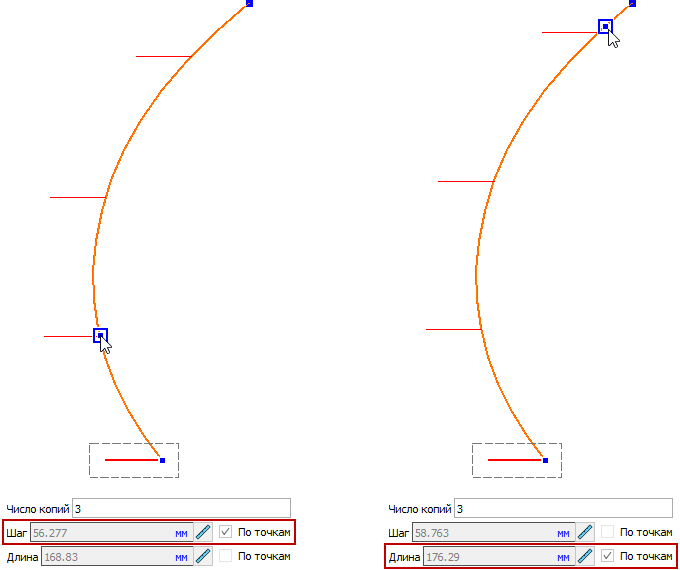 Число копий 3
Шаг 56.277 мм По точкам
Длина 168.83 мм По точкам
Число копий 3
Шаг 58.763 мм По точкам
Длина 176.29 мм По точкам